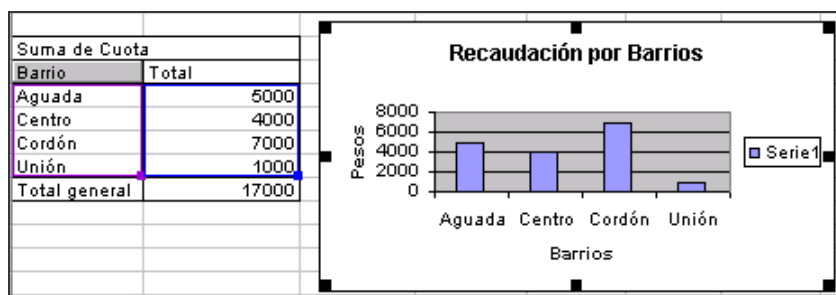 Suma de Cuota
Barrio Total
Aguada 5000
Centro 4000
Cordón 7000
Unión 1000
Total general 17000
Recaudación por Barrios
Pesos
8000
6000
4000
2000
0
Aguada Centro Cordón Unión
Barrios
Serie1